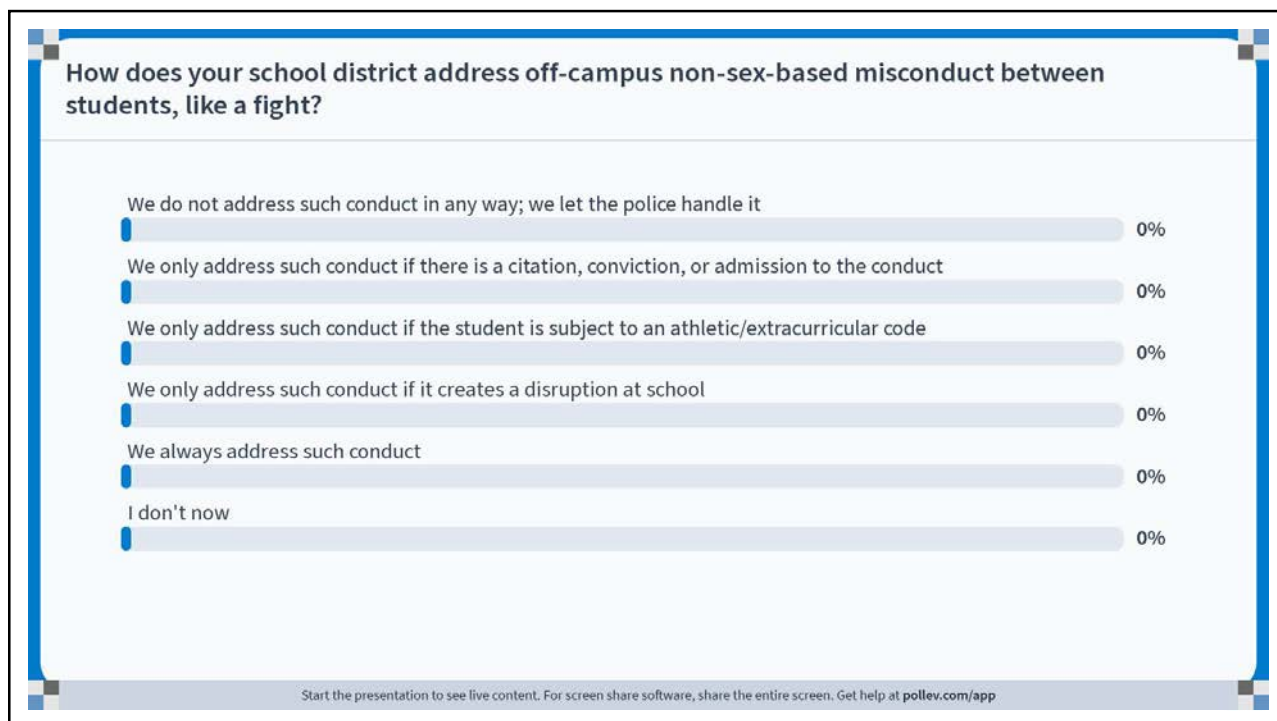 How does your school district address off-campus non-sex-based misconduct between
students, like a fight?
We do not address such conduct in any way; we let the police handle it
0%
We only address such conduct if there is a citation, conviction, or admission to the conduct
0%
We only address such conduct if the student is subject to an athletic/extracurricular code
0%
We only address such conduct if it creates a disruption at school
0%
We always address such conduct
0%
I don't now
0%
Start the presentation to see live content. For screen share software, share the entire screen. Get help at pollev.com/app